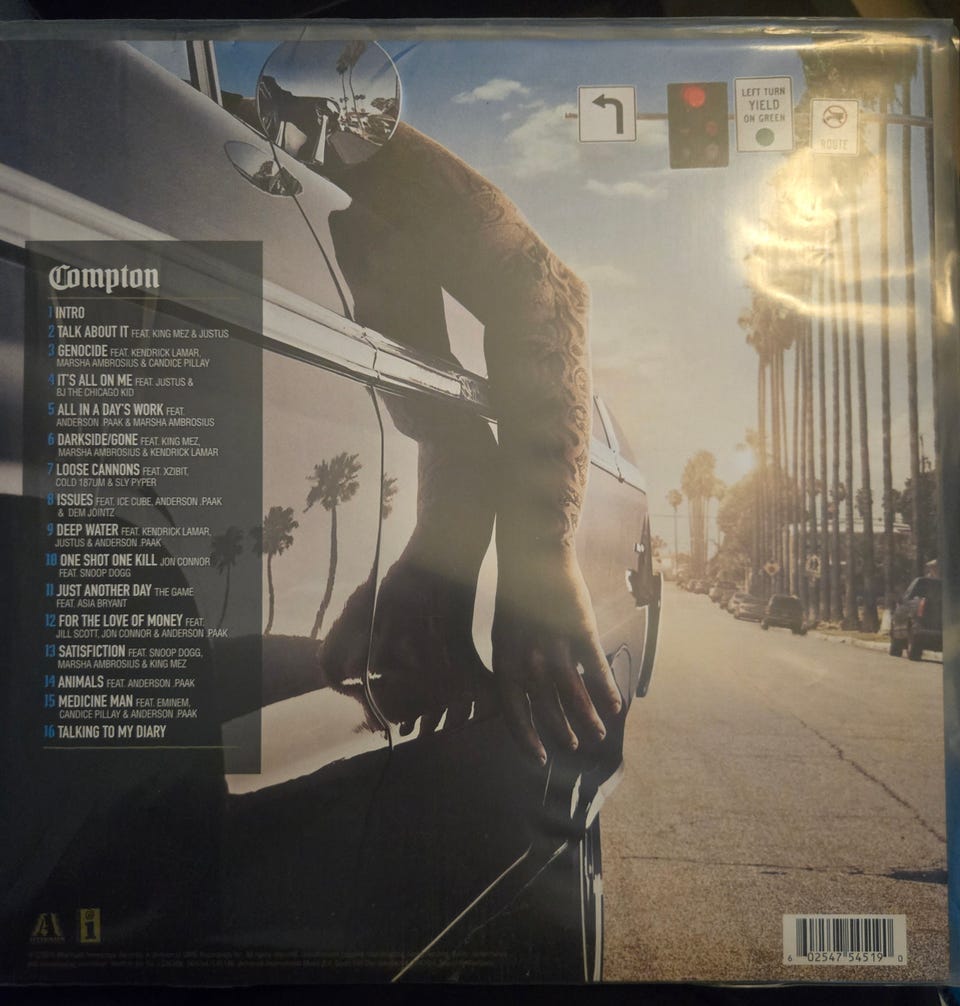 LEFT TURN
YIELD
ON GREEN
ROUTE
Compton
1 INTRO
2 TALK ABOUT IT FEAT. KING MEZ & JUSTUS
3 GENOCIDE FEAT. KENDRICK LAMAR,
MARSHA AMBROSIUS & CANDICE PILLAY
4 IT'S ALL ON ME FEAT. JUSTUS &
BJ THE CHICAGO KID
5 ALL IN A DAY'S WORK FEAT.
ANDERSON .PAAK & MARSHA AMBROSIUS
6 DARKSIDE/GONE FEAT. KING MEZ,
MARSHA AMBROSIUS & KENDRICK LAMAR
7 LOOSE CANNONS FEAT. XZIBIT,
COLD 187UM & SLY PYPER
8 ISSUES FEAT. ICE CUBE, ANDERSON .PAAK
& DEM JOINTZ
9 DEEP WATER FEAT. KENDRICK LAMAR,
JUSTUS & ANDERSON .PAAK
10 ONE SHOT ONE KILL JON CONNOR
FEAT. SNOOP DOGG
11 JUST ANOTHER DAY THE GAME
FEAT. ASIA BRYANT
12 FOR THE LOVE OF MONEY FEAT.
JILL SCOTT, JON CONNOR & ANDERSON .PAAK
13 SATISFICTION FEAT. SNOOP DOGG,
MARSHA AMBROSIUS & KING MEZ
14 ANIMALS FEAT. ANDERSON .PAAK
15 MEDICINE MAN FEAT. EMINEM,
CANDICE PILLAY & ANDERSON .PAAK
16 TALKING TO MY DIARY
AFTERMATH
i
6 02547 54519 0